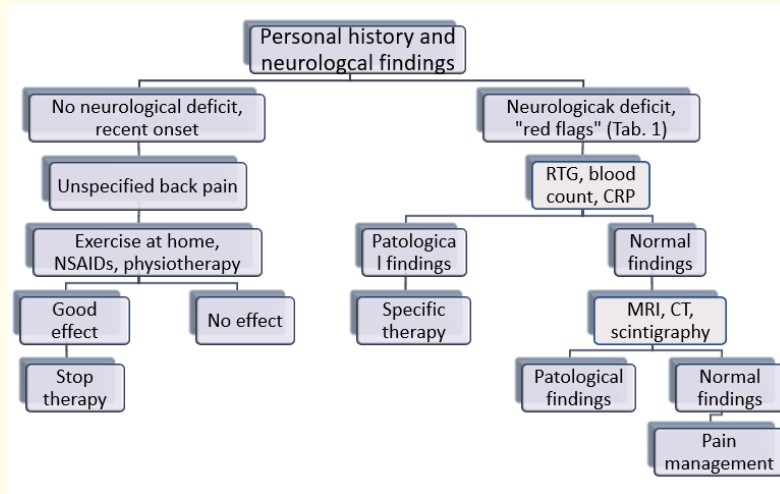 Personal history and
neurologcal findings
No neurological deficit,
recent onset
Neurologicak deficit,
"red flags" (Tab. 1)
Unspecified back pain
RTG, blood
count, CRP
Exercise at home,
NSAIDs, physiotherapy
Patologica
l findings
Normal
findings
Good
effect
No effect
Specific
therapy
MRI, CT,
scintigraphy
Stop
therapy
Patological
findings
Normal
findings
Pain
management